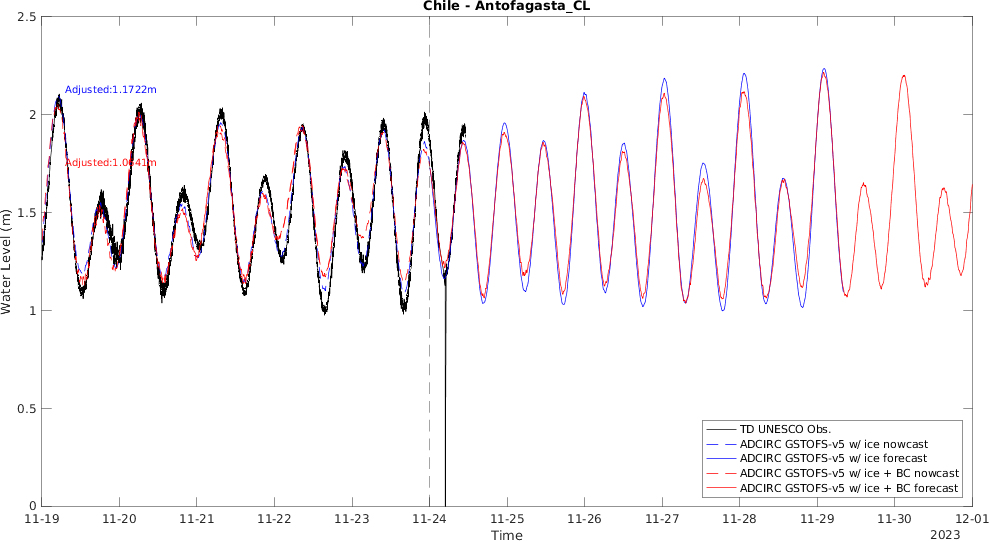 Chile - Antofagasta_CL
2.5
2
1.5
1
0.5
0
Water Level (m)
Adjusted:1.1722m
TD UNESCO Obs.
ADCIRC GSTOFS-v5 w/ ice nowcast
ADCIRC GSTOFS-v5 w/ ice forecast
ADCIRC GSTOFS-v5 w/ ice + BC nowcast
ADCIRC GSTOFS-v5 w/ ice + BC forecast
11-19 11-20 11-21 11-22 11-23 11-24 11-25 11-26 11-27 11-28 11-29 11-30 12-01
Time
2023